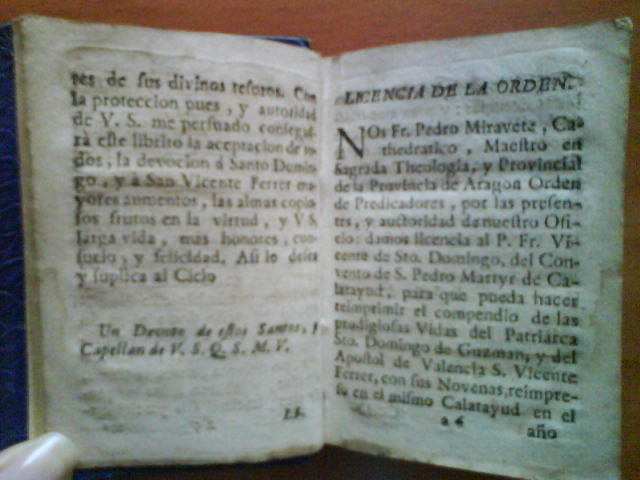 res de sus divinos tesoros. Con
la proteccion pues, y autoridad
de V. S. me persuado consegui-
rà este librito la aceptacion de to-
dos, la devocion á Santo Domin-
go, y à San Vicente Ferrer ma-
yores aumentos, las almas copio-
sos frutos en la virtud, y V. S.
larga vida, mas honores, con-
suelo, y felicidad. Asi lo desea
y suplica al Cielo
Un Devoto de estos Santos, y
Capellan de V. S. Q. S. M. V.
LI-
LICENCIA DE LA ORDEN.
NOs Fr. Pedro Miravete, Ca-
thedratico, Maestro en
Sagrada Theologia, y Provincial
de la Provincia de Aragon Orden
de Predicadores, por las presen-
tes, y auctoridad de nuestro Ofi-
cio: damos licencia al P. Fr. Vi-
cente de Sto. Domingo, del Con-
vento de S. Pedro Martyr de Ca-
latayud, para que pueda hacer
reimprimir el compendio de las
prodigiosas Vidas del Patriarca
Sto. Domingo de Guzman, y del
Apostol de Valencia S. Vicente
Ferrer, con sus Novenas, reimpre-
so en el mismo Calatayud en el
a 6
año